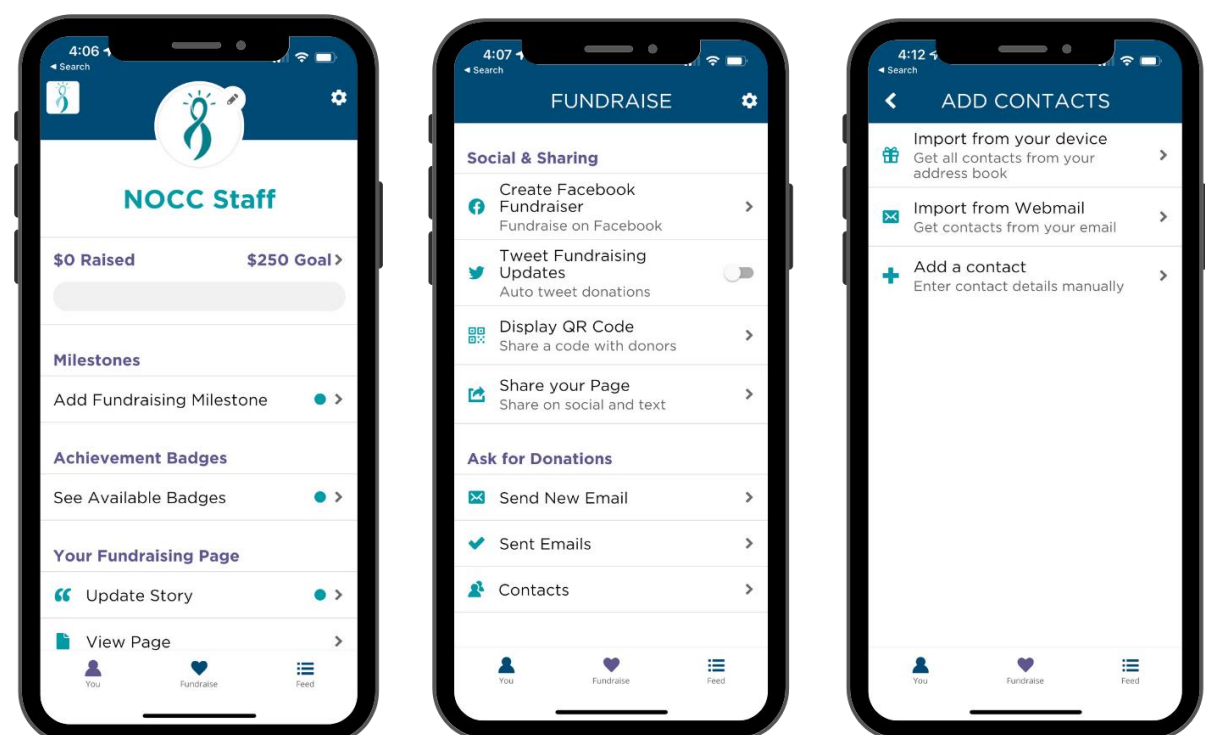 4:06
◂ Search
NOCC Staff
$0 Raised
$250 Goal
Milestones
Add Fundraising Milestone
Achievement Badges
See Available Badges
Your Fundraising Page
Update Story
View Page
You
Fundraise
Feed
4:07
◂ Search
FUNDRAISE
Social & Sharing
Create Facebook
Fundraiser
Fundraise on Facebook
Tweet Fundraising
Updates
Auto tweet donations
Display QR Code
Share a code with donors
Share your Page
Share on social and text
Ask for Donations
Send New Email
Sent Emails
Contacts
You
Fundraise
Feed
4:12
◂ Search
ADD CONTACTS
Import from your device
Get all contacts from your
address book
Import from Webmail
Get contacts from your email
Add a contact
Enter contact details manually
You
Fundraise
Feed